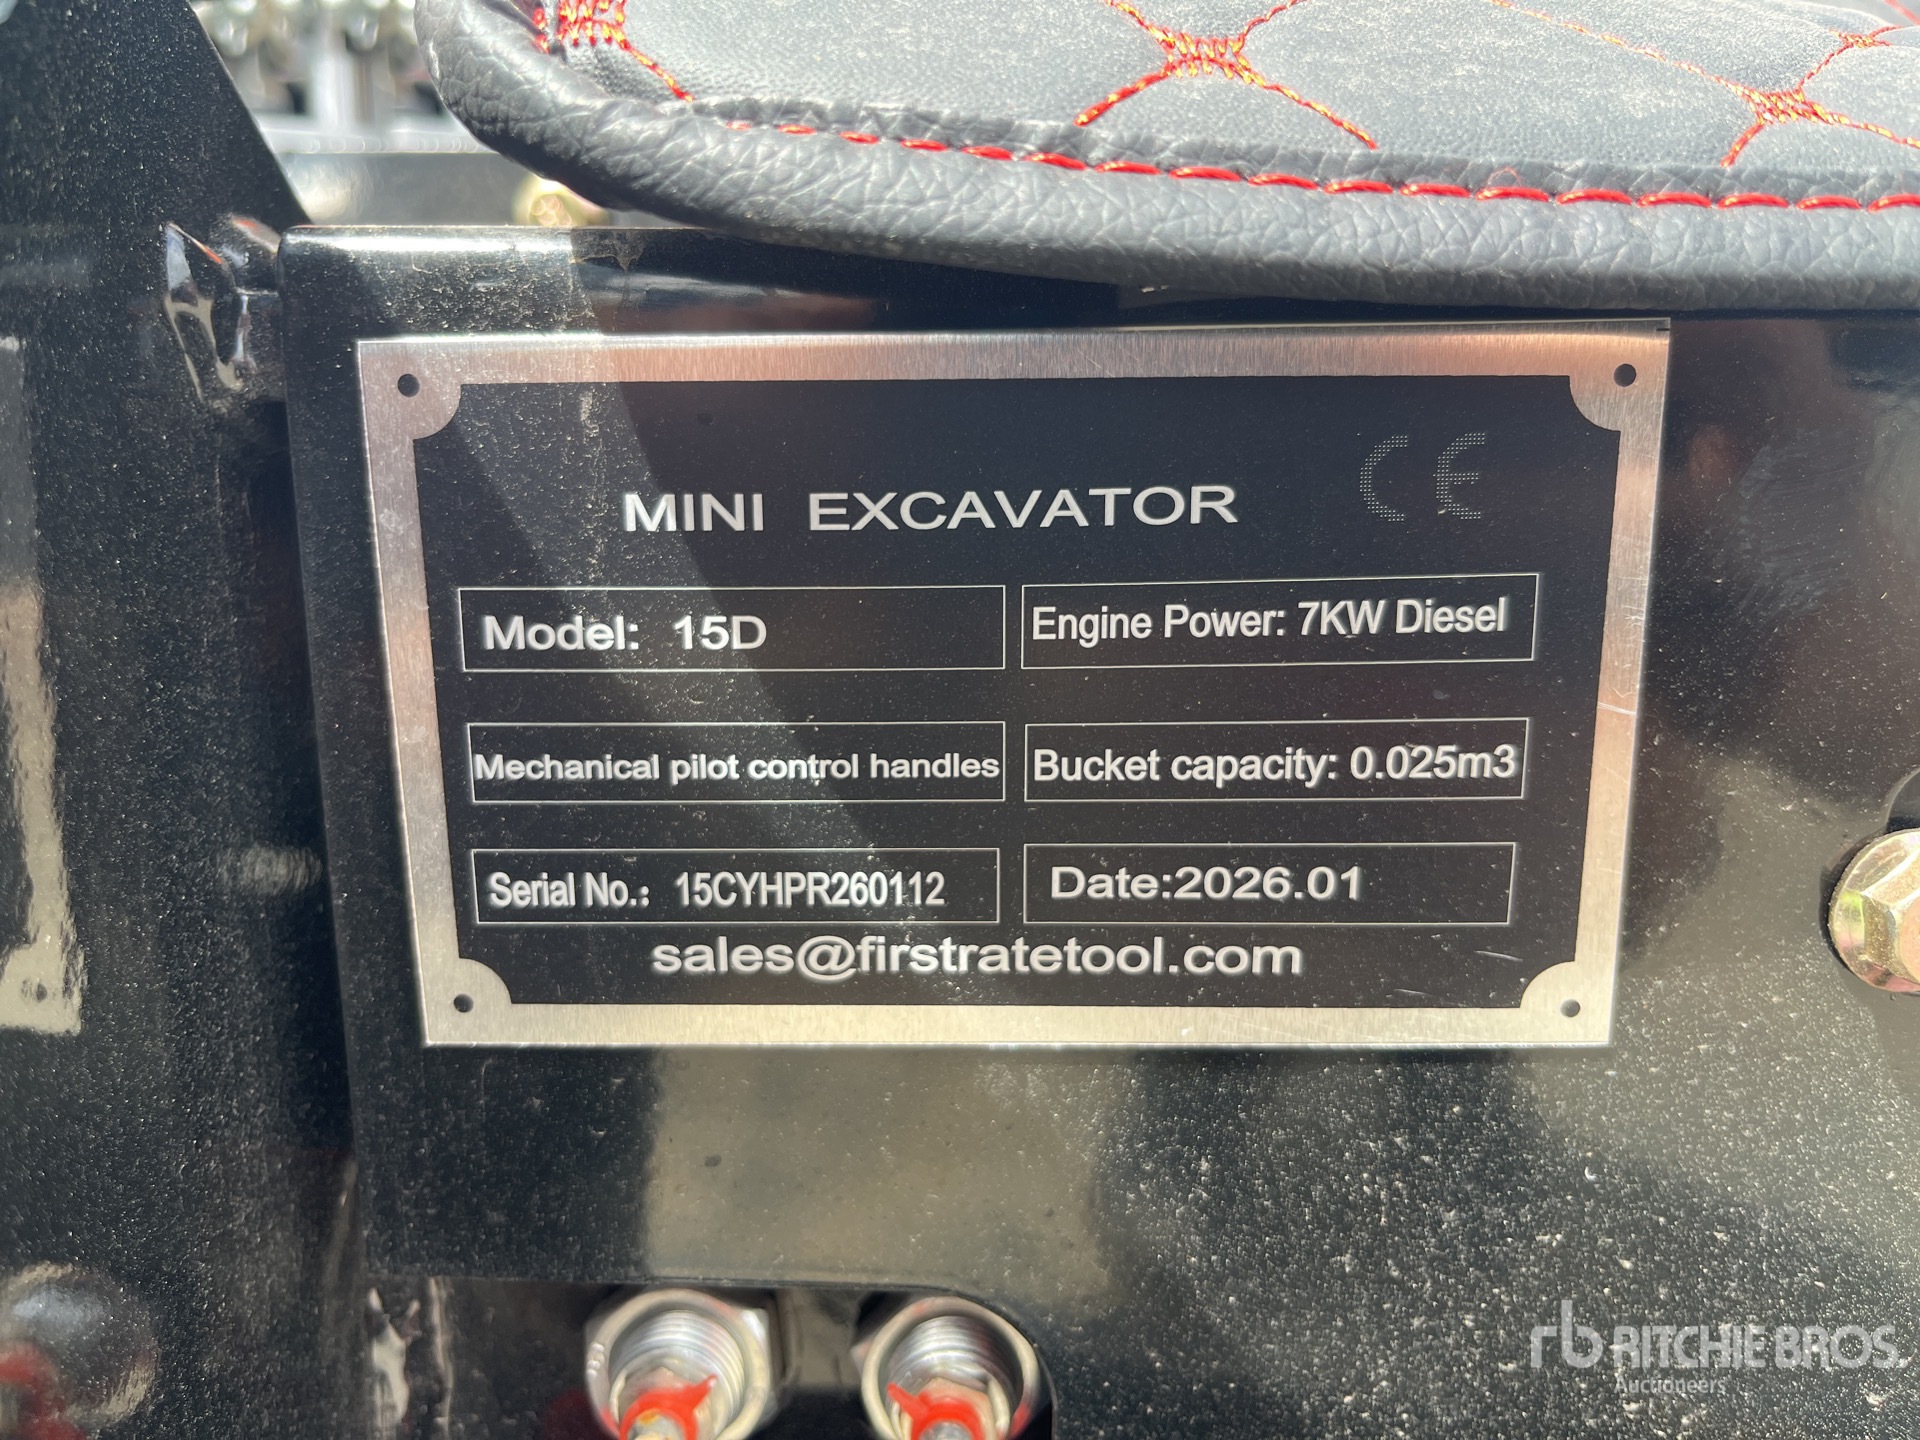 MINI EXCAVATOR CE
Model: 15D
Engine Power: 7KW Diesel
Mechanical pilot control handles
Bucket capacity: 0.025m3
Serial No.: 15CYHPR260112
Date:2026.01
sales@firstratetool.com
rb RITCHIE BROS.
Auctioneers